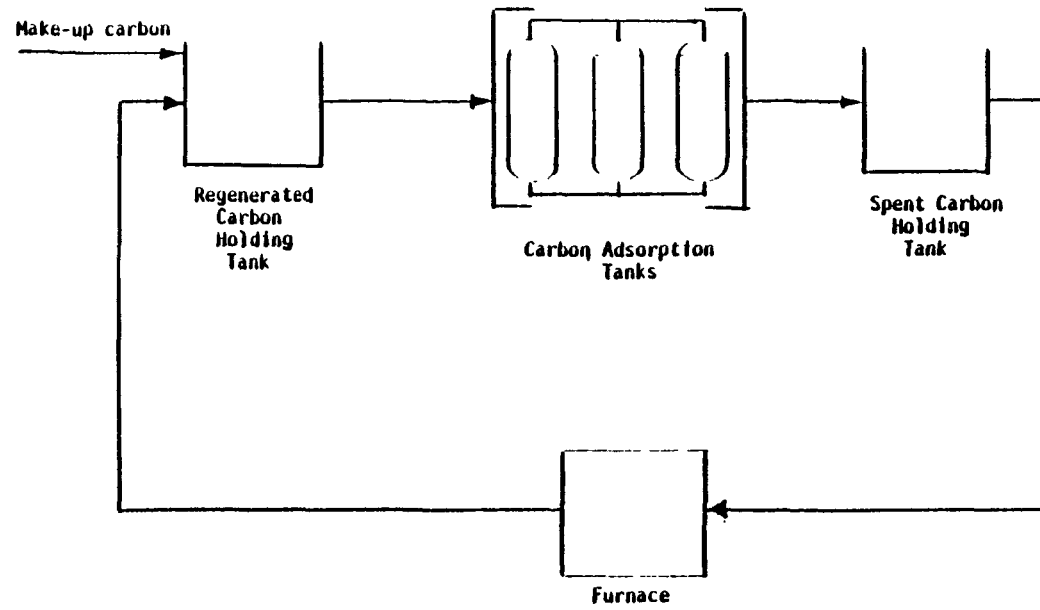 Make-up carbon
Regenerated
Carbon
Holding
Tank
Carbon Adsorption
Tanks
Spent Carbon
Holding
Tank
Furnace